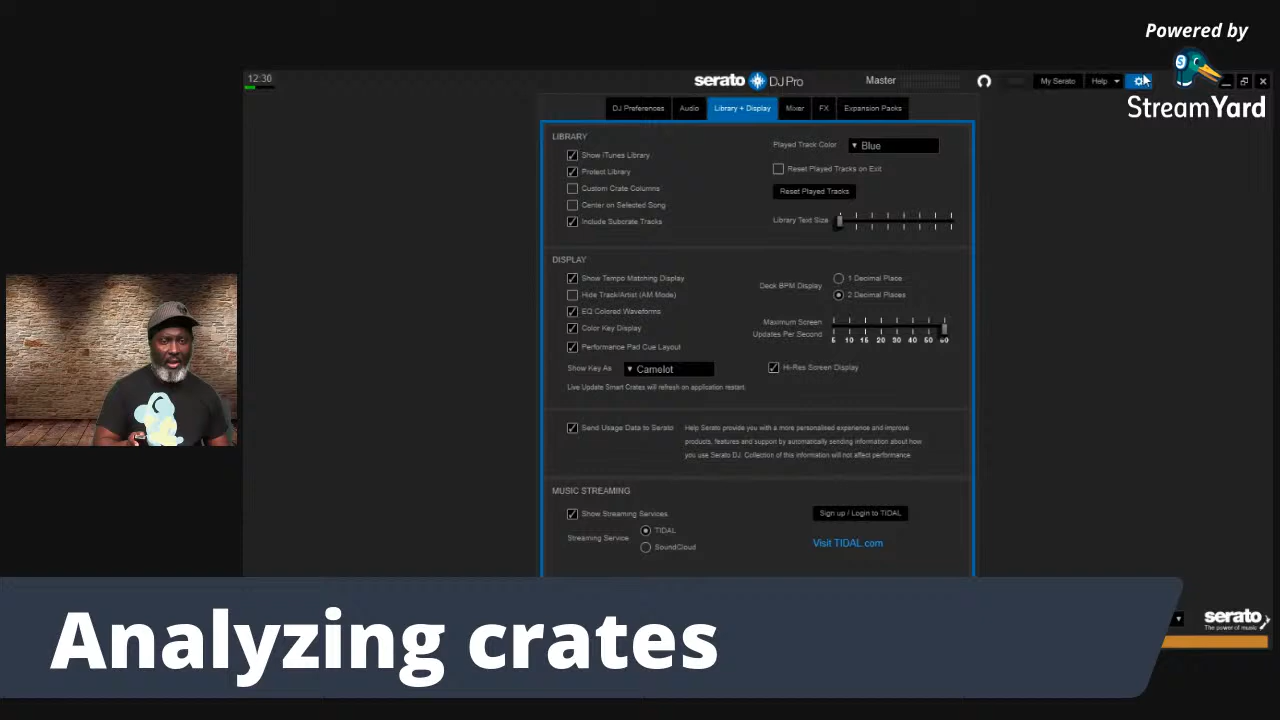 Powered by
StreamYard
12:30
serato DJ Pro
Master
My Serato
Help
DJ Preferences
Audio
Library + Display
Mixer
FX
Expansion Packs
LIBRARY
Show iTunes Library
Protect Library
Custom Crate Columns
Center on Selected Song
Include Subcrate Tracks
Played Track Color
Blue
Reset Played Tracks on Exit
Reset Played Tracks
Library Text Size
DISPLAY
Show Tempo Matching Display
Hide Track/Artist (AM Mode)
EQ Colored Waveforms
Color Key Display
Performance Pad Cue Layout
Show Key As
Camelot
Live Update Smart Crates will refresh on application restart.
Deck BPM Display
1 Decimal Place
2 Decimal Places
Maximum Screen
Updates Per Second
5 10 15 20 30 40 50 60
Hi-Res Screen Display
Send Usage Data to Serato
Help Serato provide you with a more personalised experience and improve
products, features and support by automatically sending information about how
you use Serato DJ. Collection of this information will not affect performance
MUSIC STREAMING
Show Streaming Services
Streaming Service
TIDAL
SoundCloud
Sign up / Login to TIDAL
Visit TIDAL.com
serato
The power of music
Analyzing crates